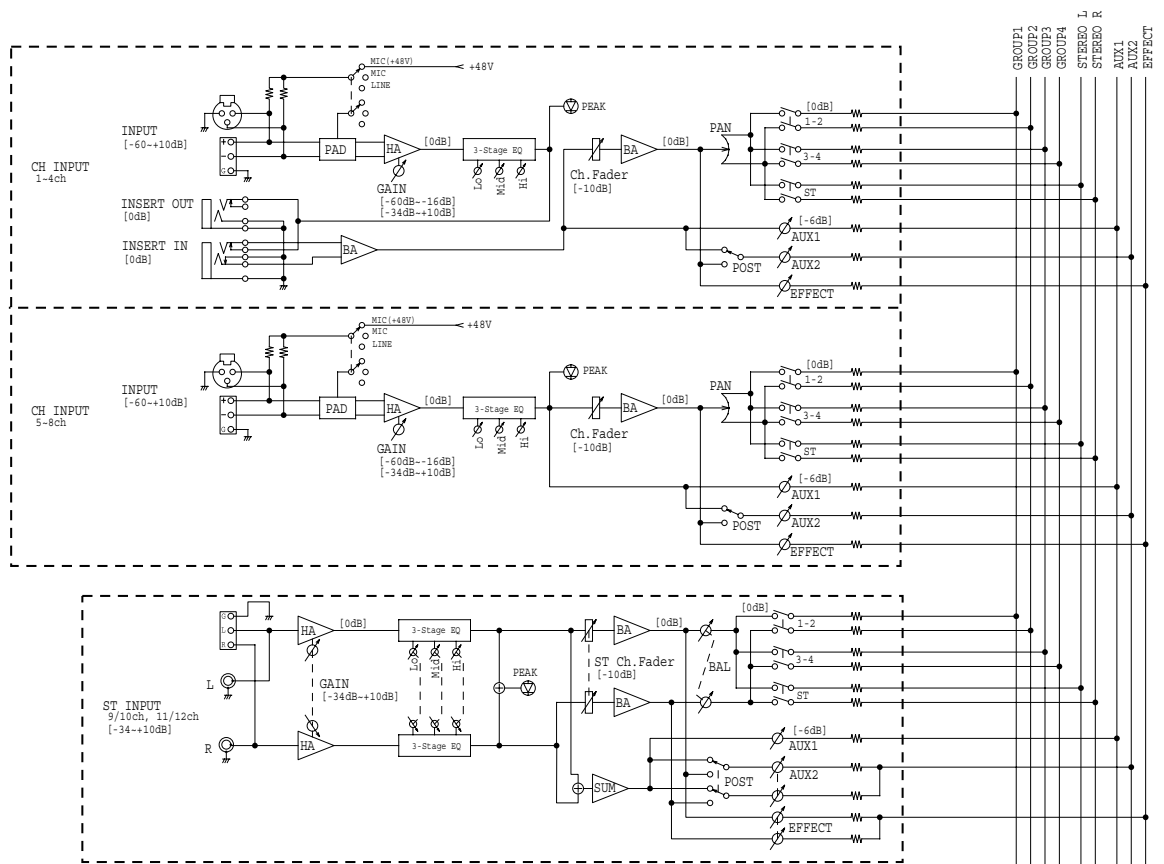 GROUP1
GROUP2
GROUP3
GROUP4
STEREO L
STEREO R
AUX1
AUX2
EFFECT
MIC(+48V)
+48V
MIC
LINE
PEAK
INPUT
[-60~+10dB]
CH INPUT
1~4ch
+
-
G
PAD
HA
[0dB]
GAIN
[-60dB~-16dB]
[-34dB~+10dB]
3-Stage EQ
Lo
Mid
Hi
Ch.Fader
[-10dB]
BA
[0dB]
PAN
[0dB]
1-2
3-4
ST
INSERT OUT
[0dB]
INSERT IN
[0dB]
BA
[-6dB]
AUX1
POST
AUX2
EFFECT
MIC(+48V)
+48V
MIC
LINE
PEAK
INPUT
[-60~+10dB]
CH INPUT
5-8ch
+
-
G
PAD
HA
[0dB]
GAIN
[-60dB~-16dB]
[-34dB~+10dB]
3-Stage EQ
Lo
Mid
Hi
Ch.Fader
[-10dB]
BA
[0dB]
PAN
[0dB]
1-2
3-4
ST
[-6dB]
AUX1
POST
AUX2
EFFECT
G
L
R
HA
[0dB]
3-Stage EQ
Lo
Mid
Hi
BA
[0dB]
[0dB]
1-2
3-4
ST
L
GAIN
[-34dB~+10dB]
PEAK
ST Ch.Fader
[-10dB]
BAL
BA
ST INPUT
9/10ch, 11/12ch
[-34~+10dB]
R
HA
3-Stage EQ
[-6dB]
AUX1
SUM
POST
AUX2
EFFECT